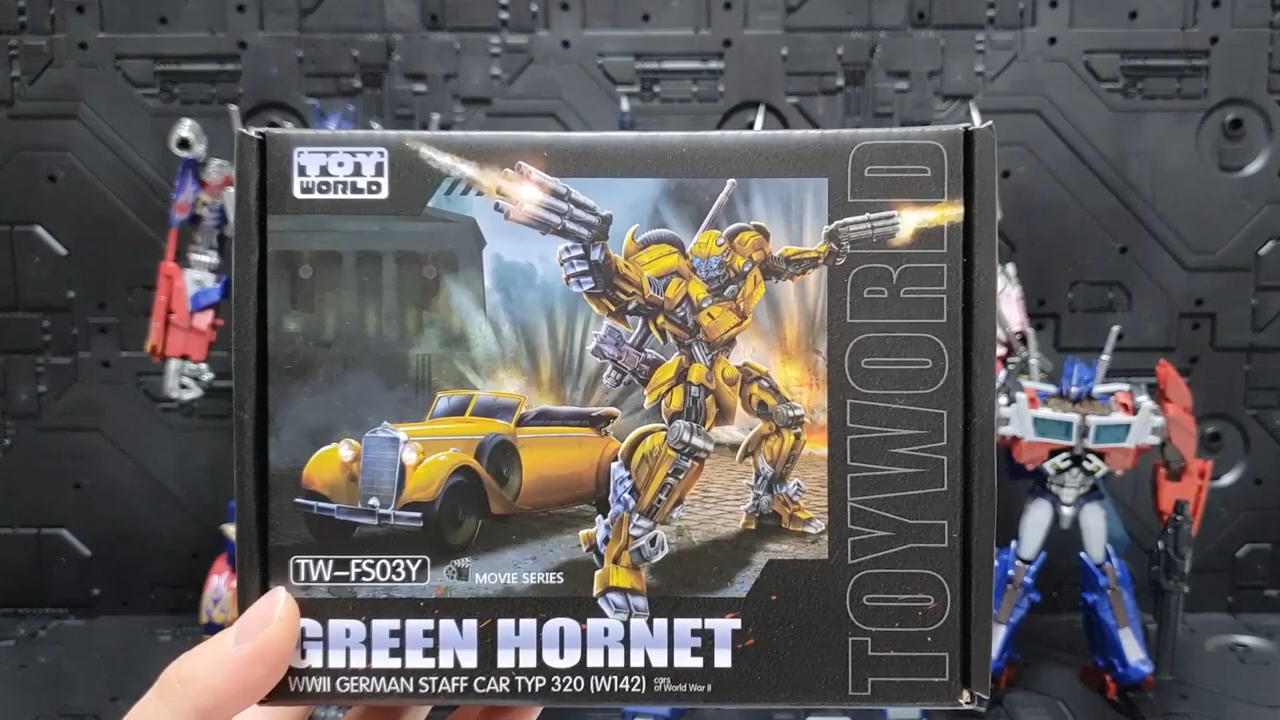 TOY
WORLD
TOYWORLD
TW-FS03Y
MOVIE SERIES
GREEN HORNET
WWII GERMAN STAFF CAR TYP 320 (W142)
cars
of World War II